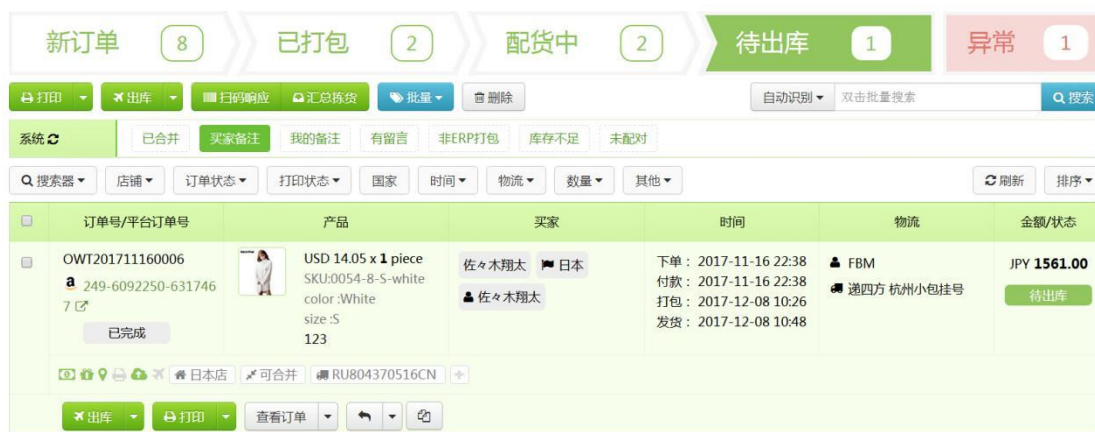 新订单 8 已打包 2 配货中 2 待出库 1 异常 1
打印 出库 扫码响应 汇总拣货 批量 删除 自动识别 双击批量搜索 搜索
系统 已合并 买家备注 我的备注 有留言 非ERP打包 库存不足 未配对
搜索器 店铺 订单状态 打印状态 国家 时间 物流 数量 其他 刷新 排序
订单号/平台订单号 产品 买家 时间 物流 金额/状态
OWT201711160006
249-6092250-631746
7
已完成
USD 14.05 x 1 piece
SKU:0054-8-S-white
color :White
size :S
123
佐々木翔太 日本
佐々木翔太
下单： 2017-11-16 22:38
付款： 2017-11-16 22:38
打包： 2017-12-08 10:26
发货： 2017-12-08 10:48
FBM
递四方 杭州小包挂号
JPY 1561.00
待出库
日本店 可合并 RU804370516CN +
出库 打印 查看订单